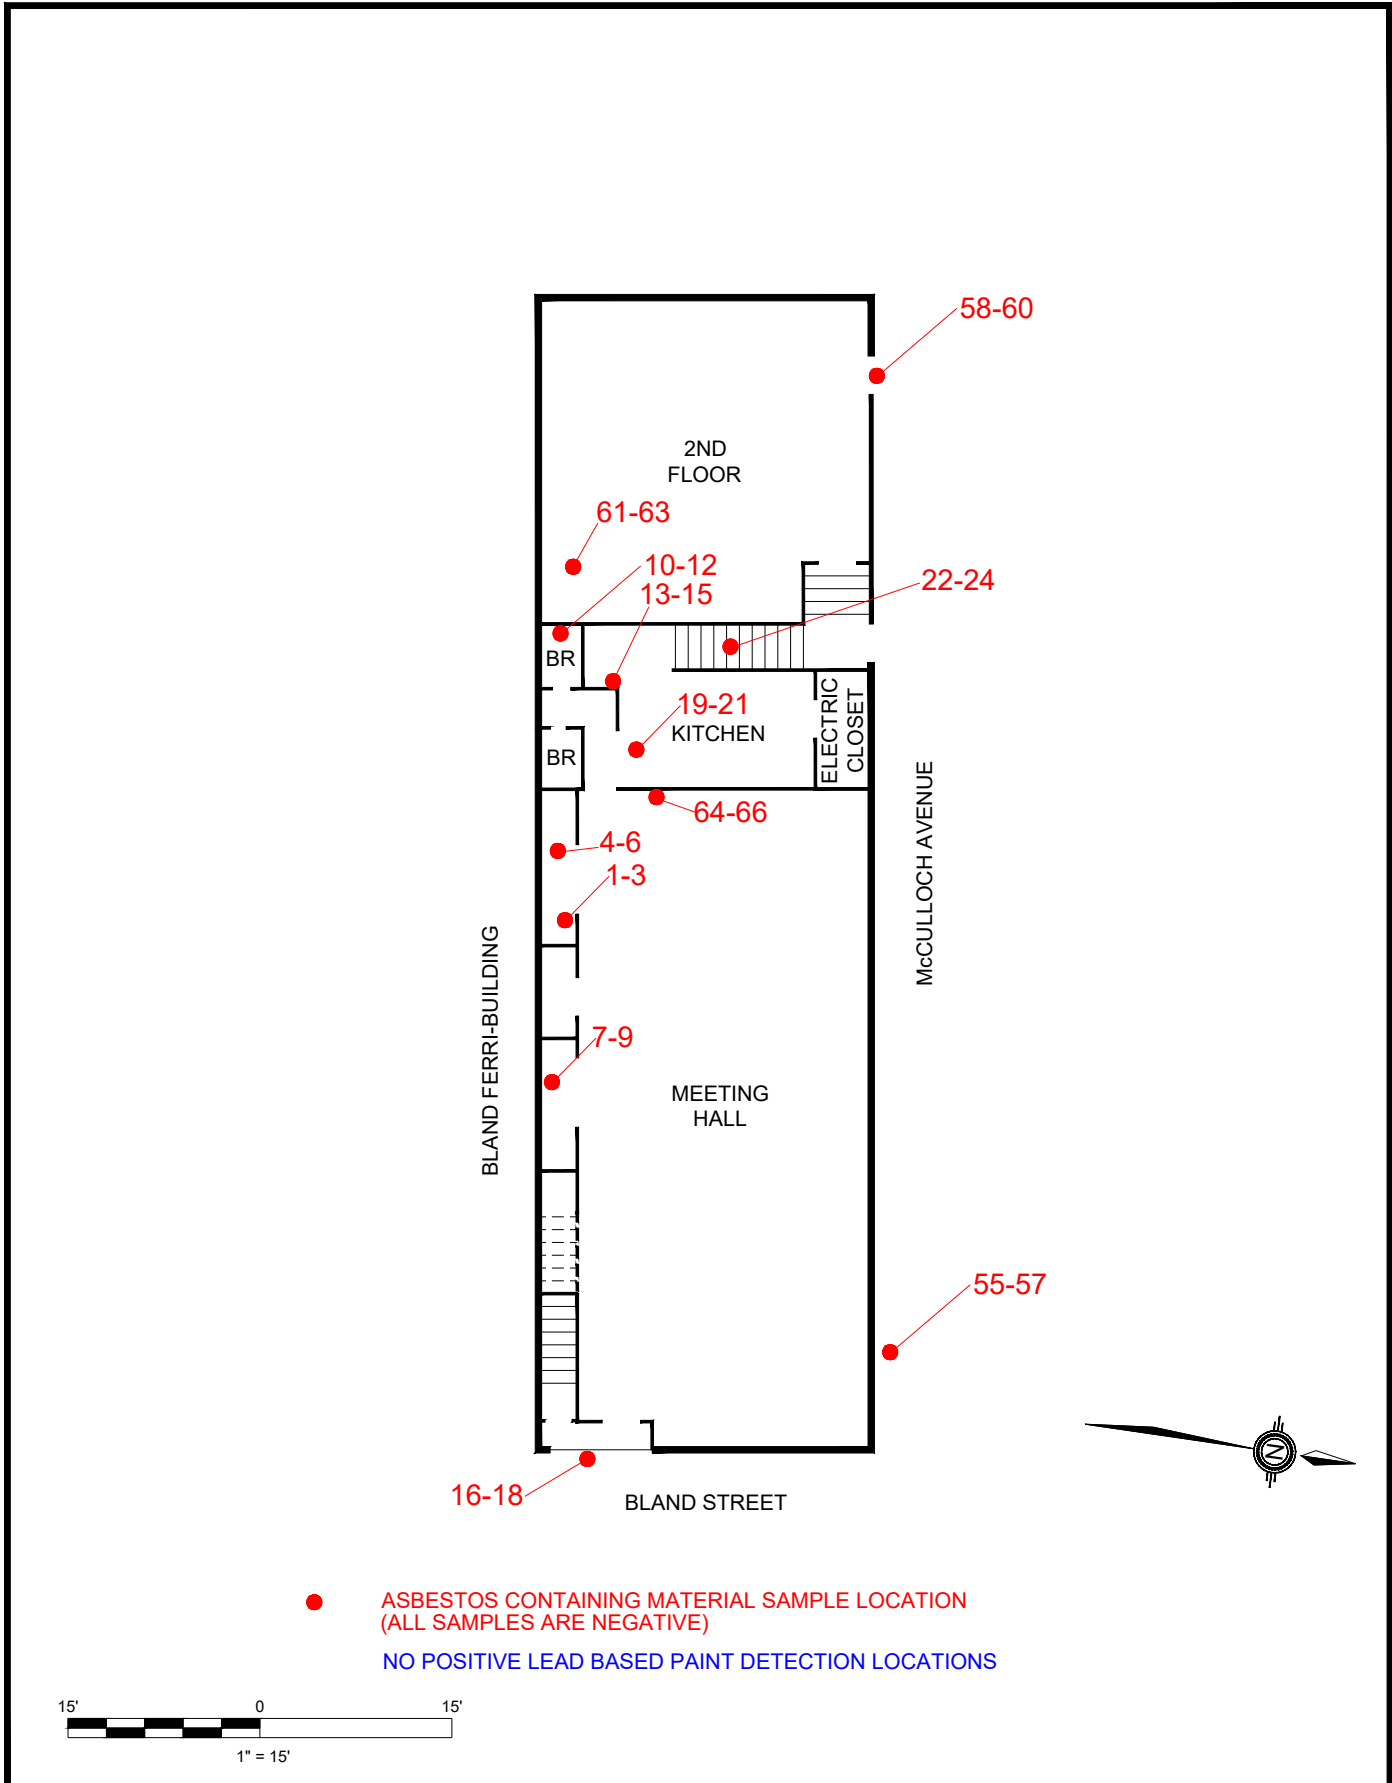 58-60
2ND
FLOOR
61-63
10-12
13-15
22-24
BR
19-21
KITCHEN
ELECTRIC
CLOSET
BR
64-66
4-6
1-3
McCULLOCH AVENUE
BLAND FERRI-BUILDING
7-9
MEETING
HALL
55-57
N
16-18
BLAND STREET
ASBESTOS CONTAINING MATERIAL SAMPLE LOCATION
(ALL SAMPLES ARE NEGATIVE)
NO POSITIVE LEAD BASED PAINT DETECTION LOCATIONS
15' 0 15'
1" = 15'